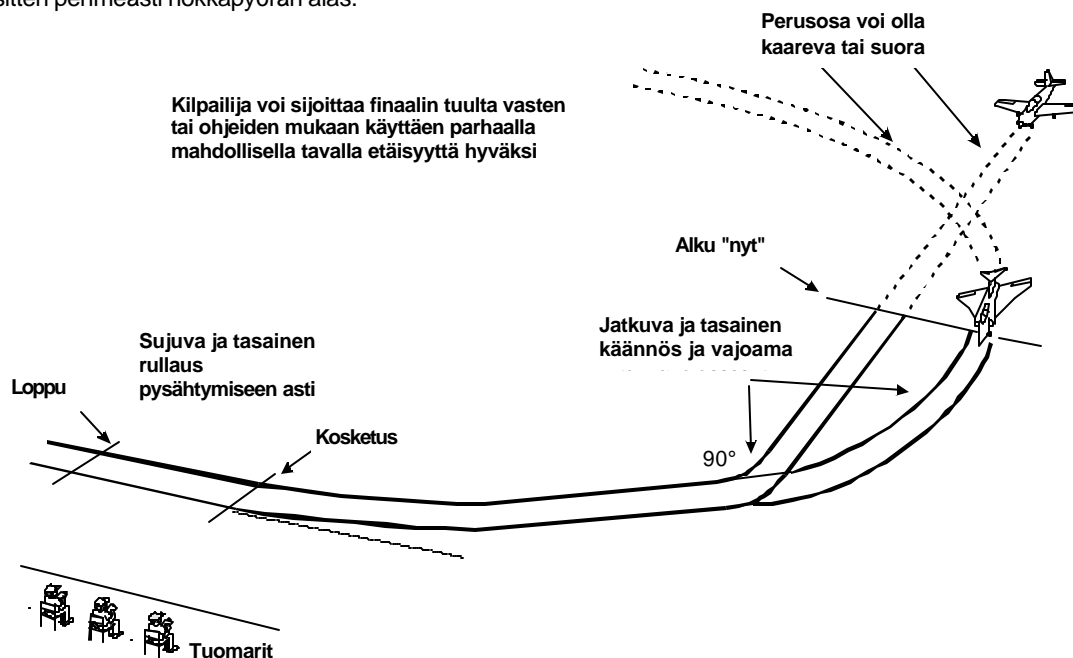 sitten perifneästi nokkapyörän alas.
Perusosa voi olla
kaareva tai suora
Kilpailija voi sijoittaa finaalin tuulta vasten
tai ohjeiden mukaan käyttäen parhaalla
mahdollisella tavalla etäisyyttä hyväksi
Alku "nyt"
Jatkuva ja tasainen
käännös ja vajoama
Sujuva ja tasainen
rullaus
pysähtymiseen asti
Loppu
Kosketus
90°
Tuomarit